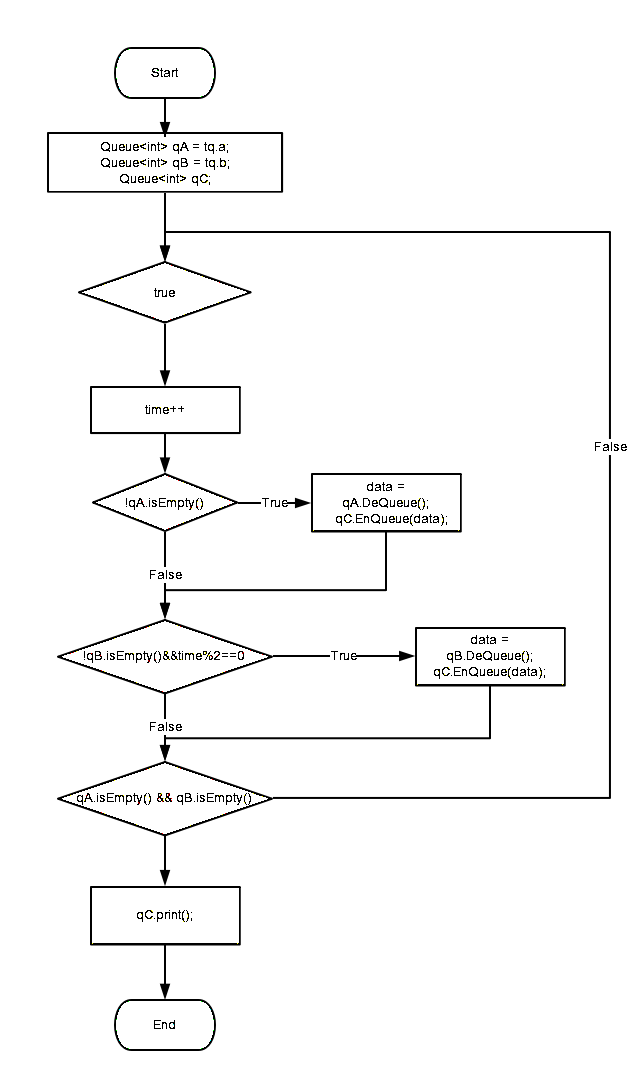 Start
Queue<int> qA = tq.a;
Queue<int> qB = tq.b;
Queue<int> qC;
true
time++
False
!qA.isEmpty()
True
data =
qA.DeQueue();
qC.EnQueue(data);
False
!qB.isEmpty()&&time%2==0
True
data =
qB.DeQueue();
qC.EnQueue(data);
False
qA.isEmpty() && qB.isEmpty()
qC.print();
End